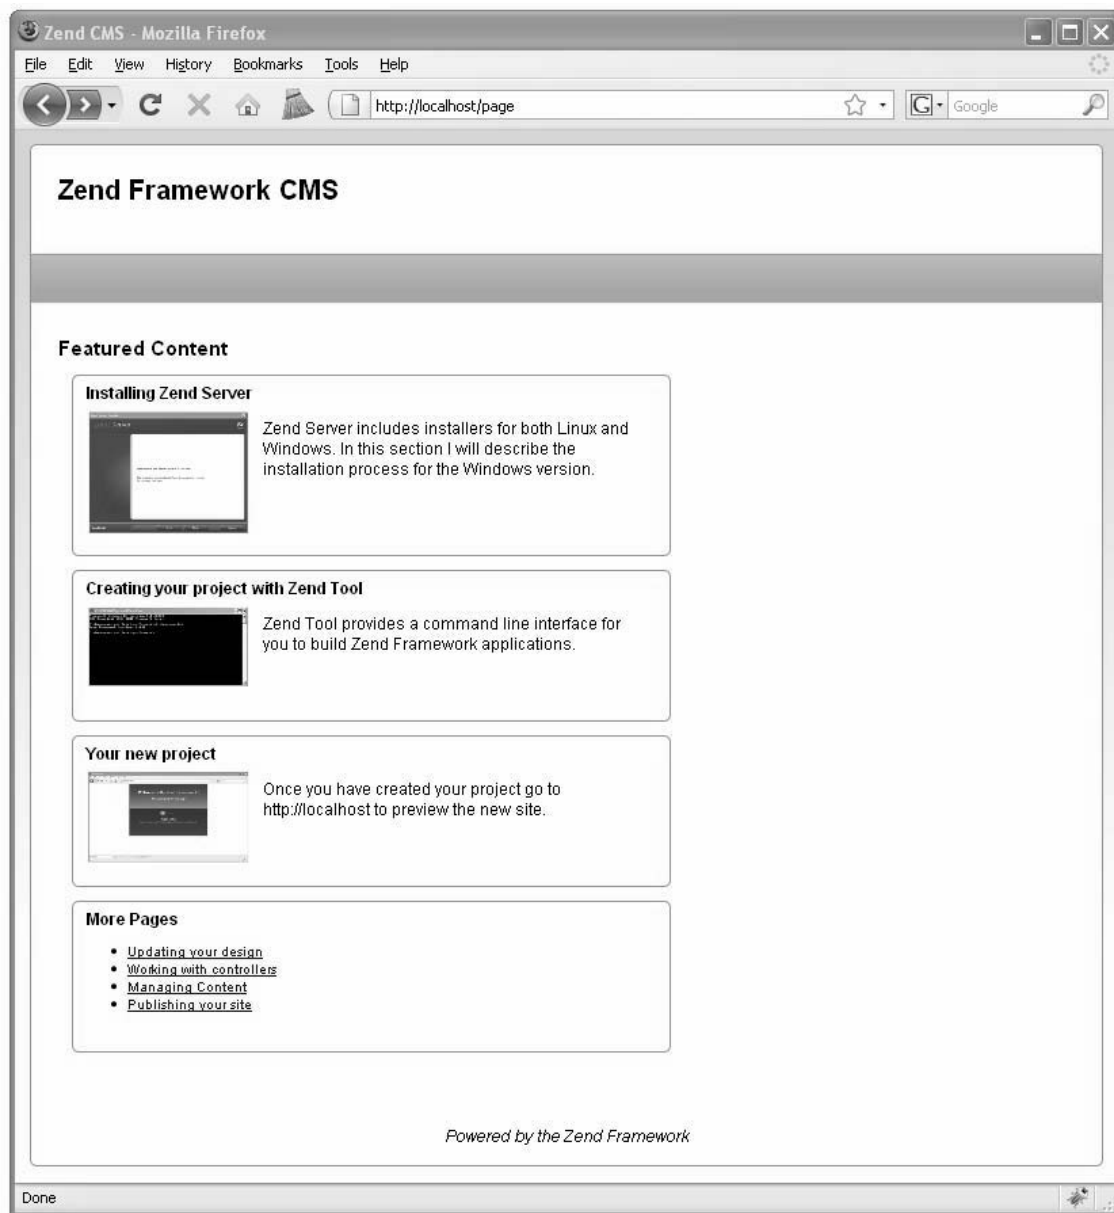 Zend CMS - Mozilla Firefox
File Edit View History Bookmarks Tools Help
http://localhost/page
G Google
Zend Framework CMS
Featured Content
Installing Zend Server
Zend Server includes installers for both Linux and
Windows. In this section I will describe the
installation process for the Windows version.
Creating your project with Zend Tool
Zend Tool provides a command line interface for
you to build Zend Framework applications.
Your new project
Once you have created your project go to
http://localhost to preview the new site.
More Pages
• Updating your design
• Working with controllers
• Managing Content
• Publishing your site
Powered by the Zend Framework
Done